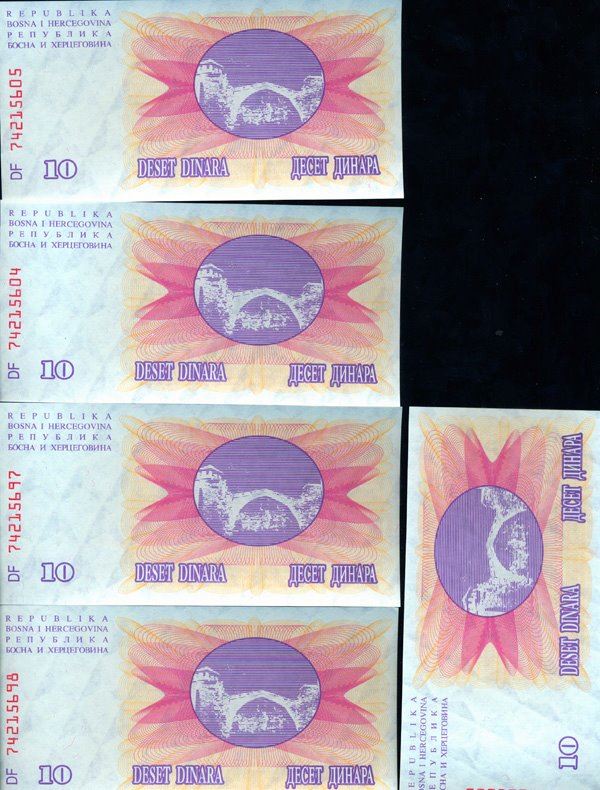 REPUBLIKA
BOSNA I HERCEGOVINA
РЕПУБЛИКА
БОСНА И ХЕРЦЕГОВИНА
DF 74215605
10
DESET DINARA ДЕСЕТ ДИНАРА
REPUBLIKA
BOSNA I HERCEGOVINA
РЕПУБЛИКА
БОСНА И ХЕРЦЕГОВИНА
DF 74215604
10
DESET DINARA ДЕСЕТ ДИНАРА
REPUBLIKA
BOSNA I HERCEGOVINA
РЕПУБЛИКА
БОСНА И ХЕРЦЕГОВИНА
DF 74215697
10
DESET DINARA ДЕСЕТ ДИНАРА
REPUBLIKA
BOSNA I HERCEGOVINA
РЕПУБЛИКА
БОСНА И ХЕРЦЕГОВИНА
DF 74215698
10
DESET DINARA ДЕСЕТ ДИНАРА
REPUBLIKA
BOSNA I HERCEGOVINA
РЕПУБЛИКА
БОСНА И ХЕРЦЕГОВИНА
10
DESET DINARA ДЕСЕТ ДИНАРА